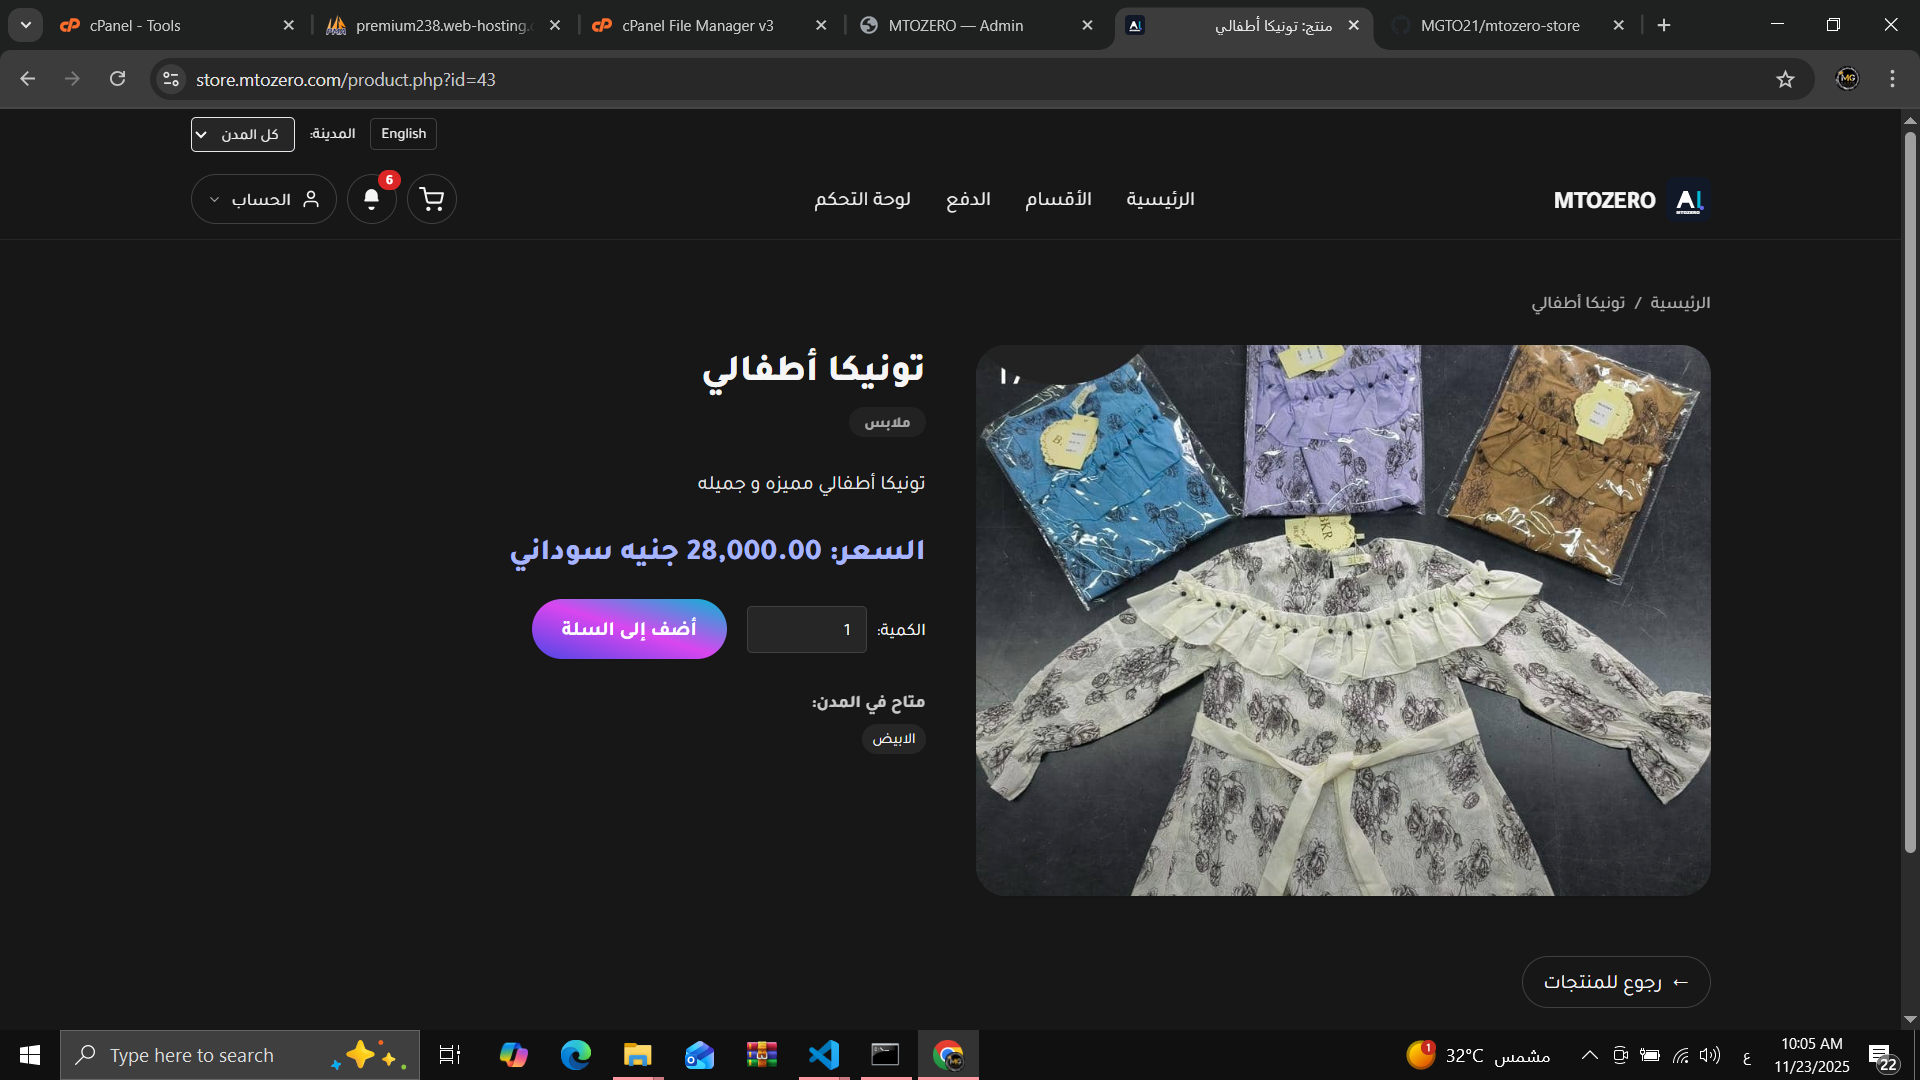 cPanel - Tools
premium238.web-hosting.
cPanel File Manager v3
MTOZERO — Admin
منتج: تونيكا أطفالي
MGTO21/mtozero-store
store.mtozero.com/product.php?id=43
English
المدينة:
كل المدن
MTOZERO
الرئيسية
الأقسام
الدفع
لوحة التحكم
6
الحساب
الرئيسية / تونيكا أطفالي
تونيكا أطفالي
ملابس
تونيكا أطفالي مميزه و جميله
السعر: 28,000.00 جنيه سوداني
الكمية:
1
أضف إلى السلة
متاح في المدن:
الابيض
← رجوع للمنتجات
Type here to search
1
32°C مشمس
ع
10:05 AM
11/23/2025
22